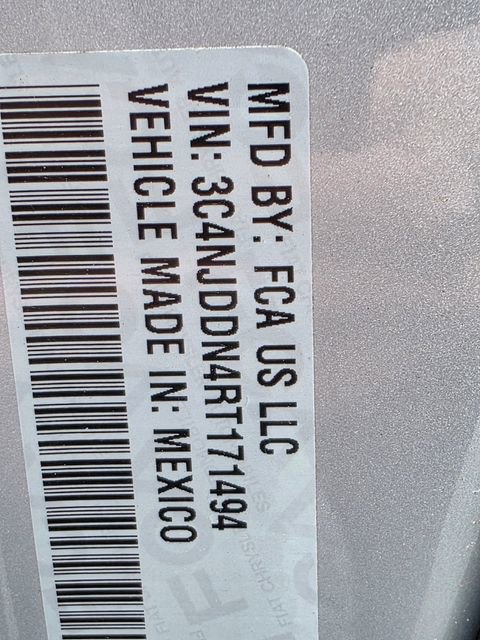 MFD BY: FCA US LLC
VIN: 3C4NJDDN4RT171494
VEHICLE MADE IN: MEXICO